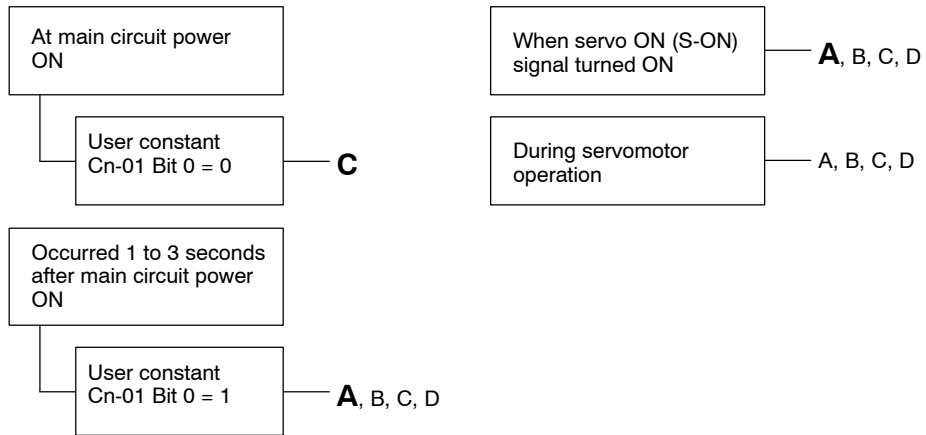 At main circuit power
ON
User constant
Cn-01 Bit 0 = 0
C
Occurred 1 to 3 seconds
after main circuit power
ON
User constant
Cn-01 Bit 0 = 1
A, B, C, D
When servo ON (S-ON)
signal turned ON
A, B, C, D
During servomotor
operation
A, B, C, D